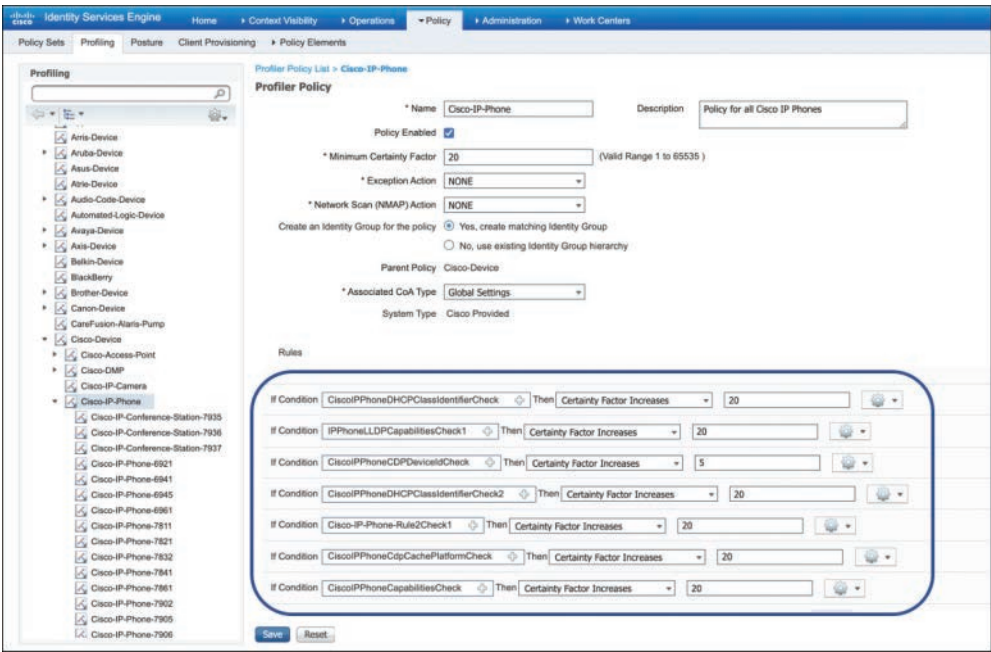 cisco Identity Services Engine Home Context Visibility Operations Policy Administration Work Centers
Policy Sets Profiling Posture Client Provisioning Policy Elements
Profiling
Arris-Device
Aruba-Device
Asus-Device
Atrie-Device
Audio-Code-Device
Automated-Logic-Device
Avaya-Device
Axis-Device
Belkin-Device
BlackBerry
Brother-Device
Canon-Device
CareFusion-Alaris-Pump
Cisco-Device
Cisco-Access-Point
Cisco-DMP
Cisco-IP-Camera
Cisco-IP-Phone
Cisco-IP-Conference-Station-7935
Cisco-IP-Conference-Station-7936
Cisco-IP-Conference-Station-7937
Cisco-IP-Phone-6921
Cisco-IP-Phone-6941
Cisco-IP-Phone-6945
Cisco-IP-Phone-6961
Cisco-IP-Phone-7811
Cisco-IP-Phone-7821
Cisco-IP-Phone-7832
Cisco-IP-Phone-7841
Cisco-IP-Phone-7861
Cisco-IP-Phone-7902
Cisco-IP-Phone-7905
Cisco-IP-Phone-7906
Profiler Policy List > Cisco-IP-Phone
Profiler Policy
* Name Cisco-IP-Phone Description Policy for all Cisco IP Phones
Policy Enabled
* Minimum Certainty Factor 20 (Valid Range 1 to 65535 )
* Exception Action NONE
* Network Scan (NMAP) Action NONE
Create an Identity Group for the policy Yes, create matching Identity Group
No, use existing Identity Group hierarchy
Parent Policy Cisco-Device
* Associated CoA Type Global Settings
System Type Cisco Provided
Rules
If Condition CiscoIPPhoneDHCPClassIdentifierCheck Then Certainty Factor Increases 20
If Condition IPPhoneLLDPCapabilitiesCheck1 Then Certainty Factor Increases 20
If Condition CiscoIPPhoneCDPDeviceIdCheck Then Certainty Factor Increases 5
If Condition CiscoIPPhoneDHCPClassIdentifierCheck2 Then Certainty Factor Increases 20
If Condition Cisco-IP-Phone-Rule2Check1 Then Certainty Factor Increases 20
If Condition CiscoIPPhoneCdpCachePlatformCheck Then Certainty Factor Increases 20
If Condition CiscoIPPhoneCapabilitiesCheck Then Certainty Factor Increases 20
Save Reset